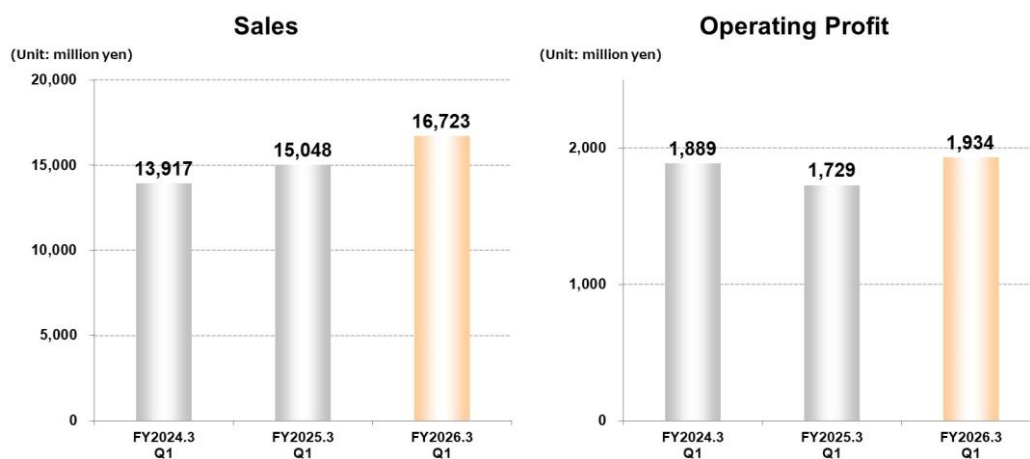 Sales
(Unit: million yen)
20,000
15,000
10,000
5,000
0
13,917
15,048
16,723
FY2024.3
Q1
FY2025.3
Q1
FY2026.3
Q1
Operating Profit
(Unit: million yen)
2,000
1,000
0
1,889
1,729
1,934
FY2024.3
Q1
FY2025.3
Q1
FY2026.3
Q1